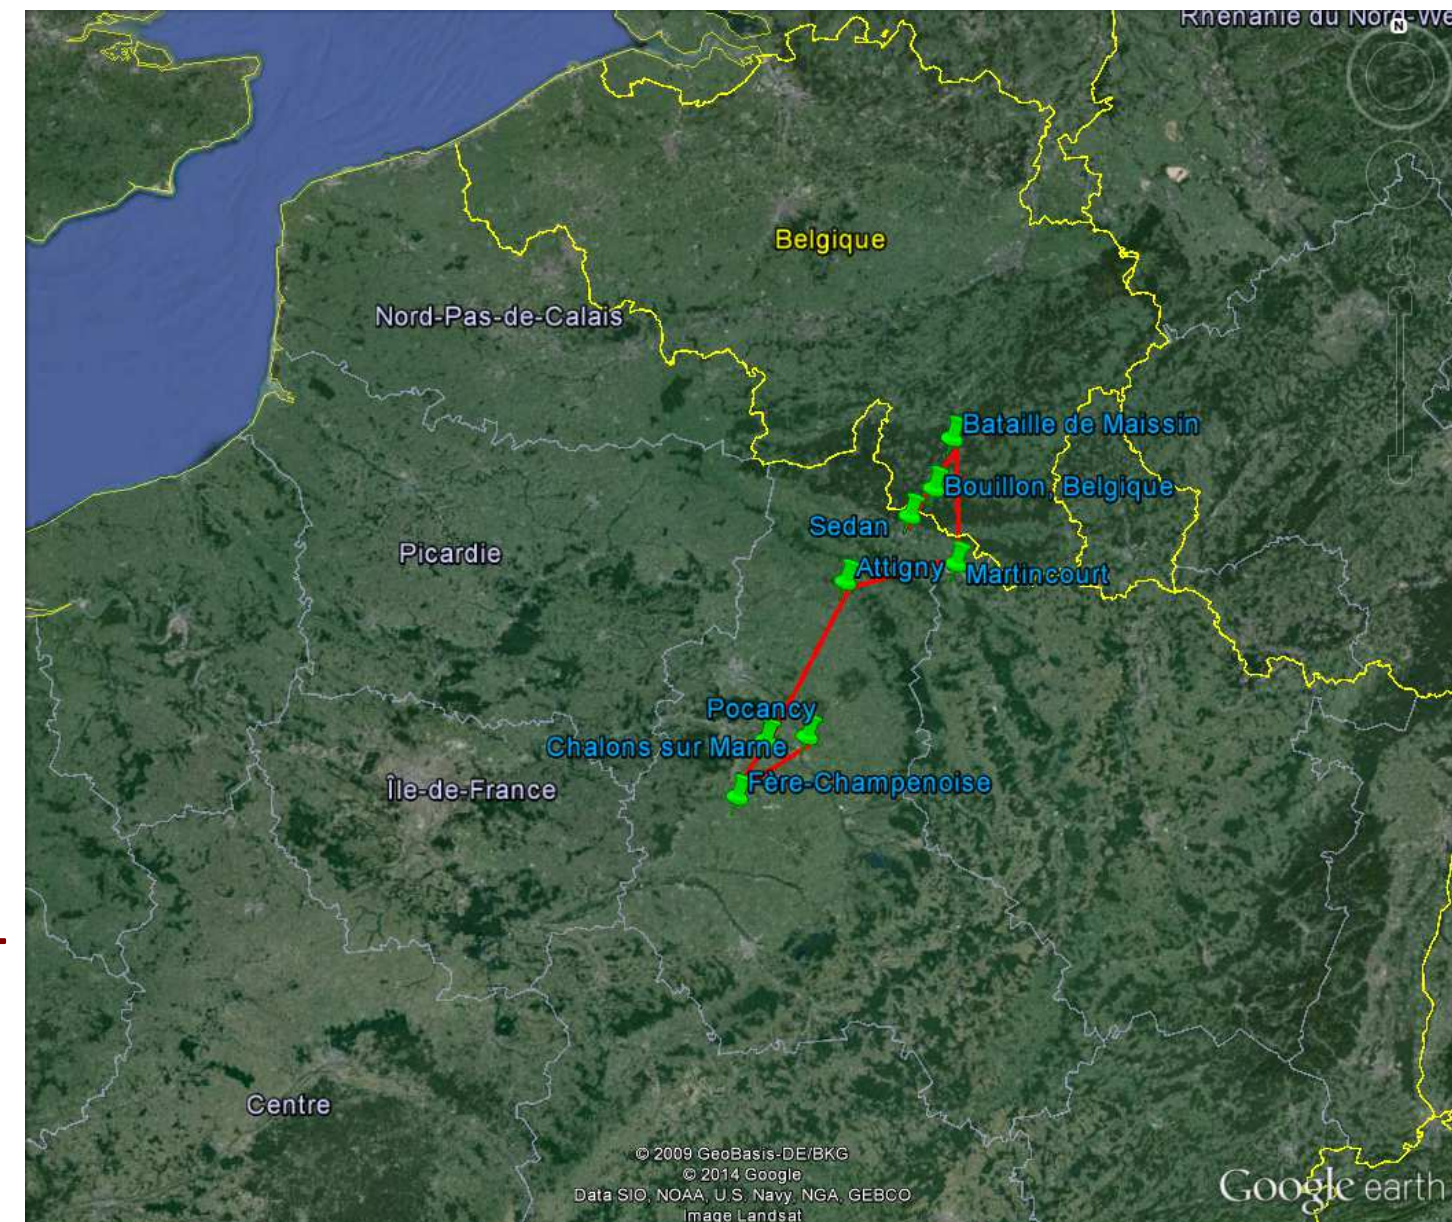 Rhénanie du Nord-We
N
Belgique
Nord-Pas-de-Calais
Bataille de Maissin
Bouillon, Belgique
Sedan
Picardie
Attigny
Martincourt
Pocancy
Chalons sur Marne
Fère-Champenoise
Île-de-France
Centre
© 2009 GeoBasis-DE/BKG
© 2014 Google
Data SIO, NOAA, U.S. Navy, NGA, GEBCO
Image Landsat
Google earth